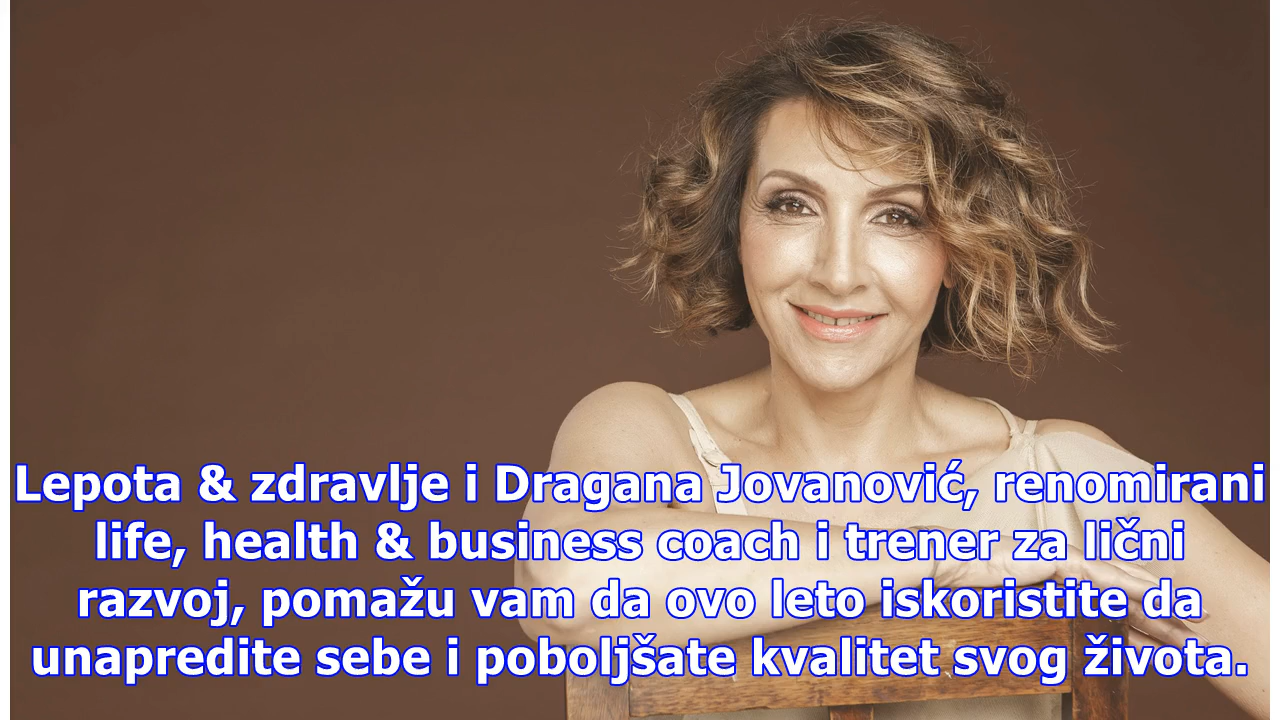 Lepota & zdravlje i Dragana Jovanović, renomirani
life, health & business coach i trener za lični
razvoj, pomažu vam da ovo leto iskoristite da
unapredite sebe i poboljšate kvalitet svog života.